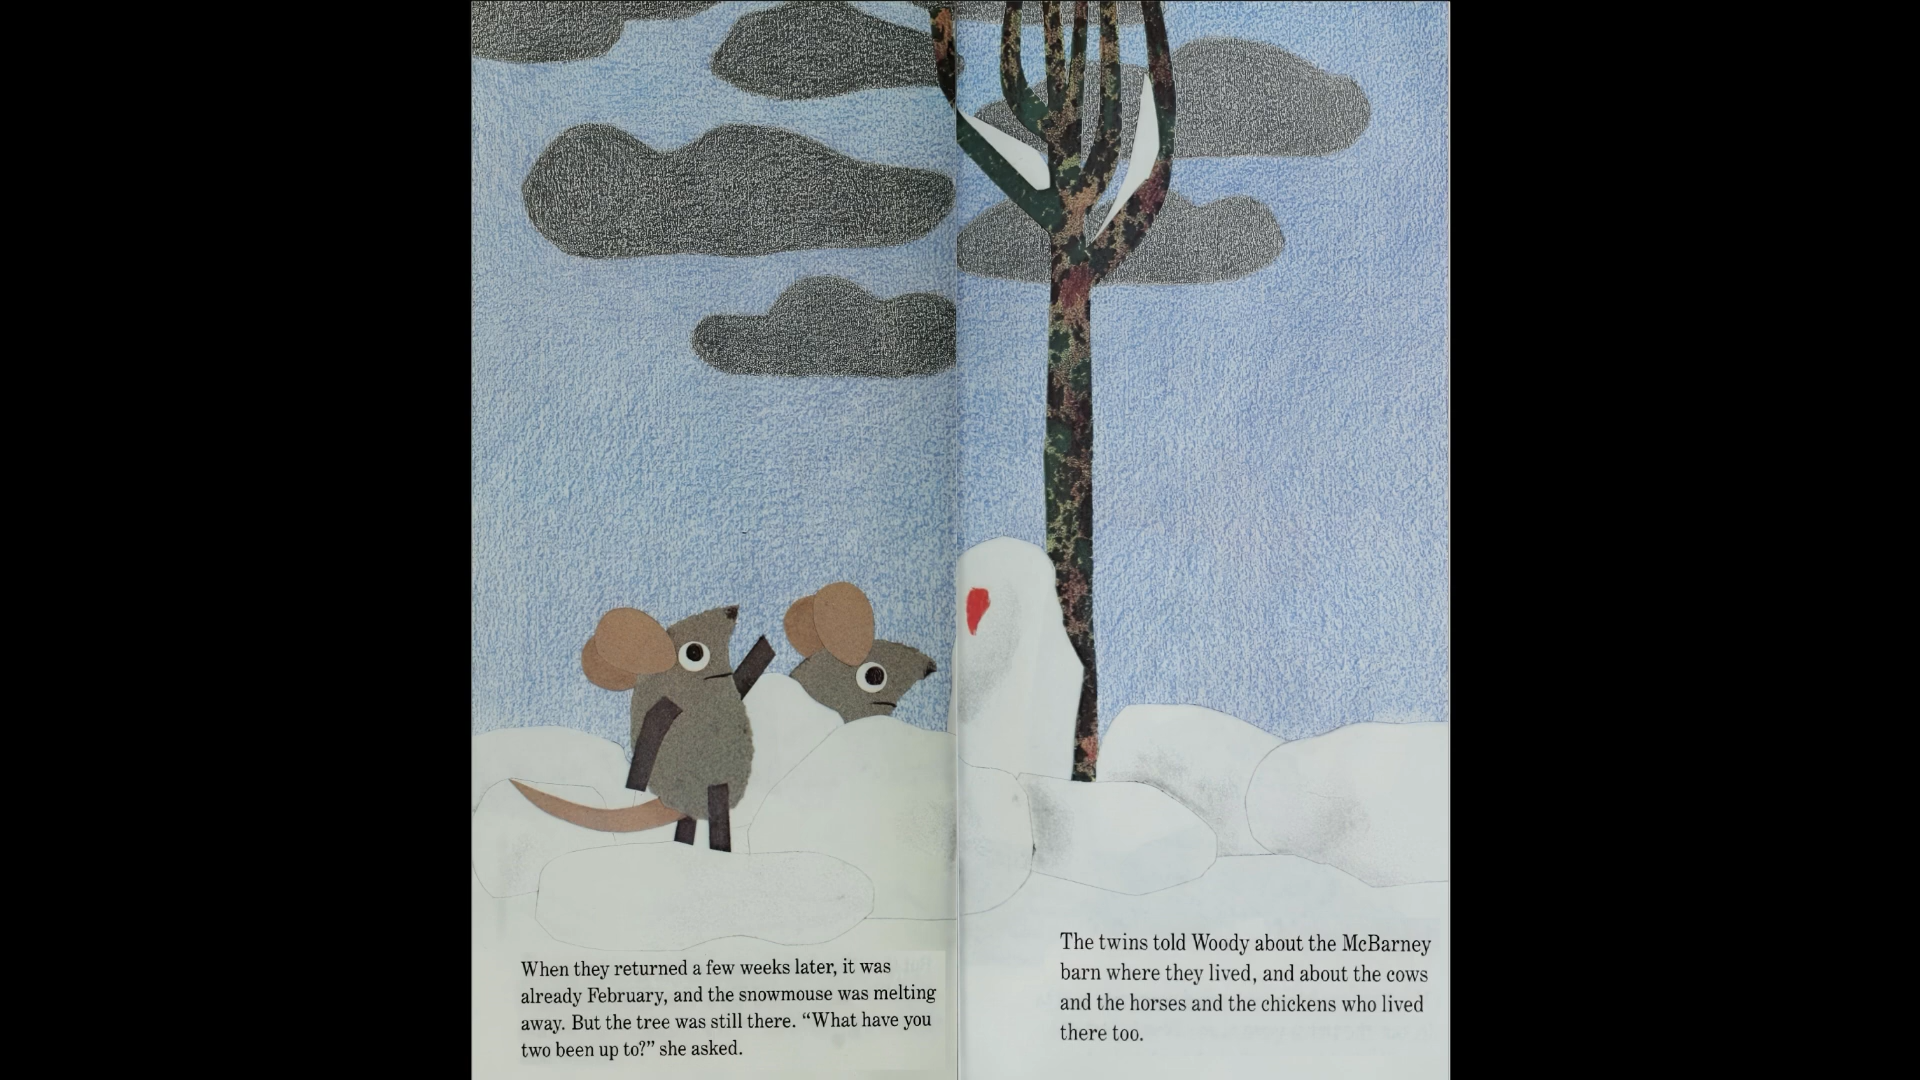 When they returned a few weeks later, it was
already February, and the snowmouse was melting
away. But the tree was still there. “What have you
two been up to?” she asked.
The twins told Woody about the McBarney
barn where they lived, and about the cows
and the horses and the chickens who lived
there too.